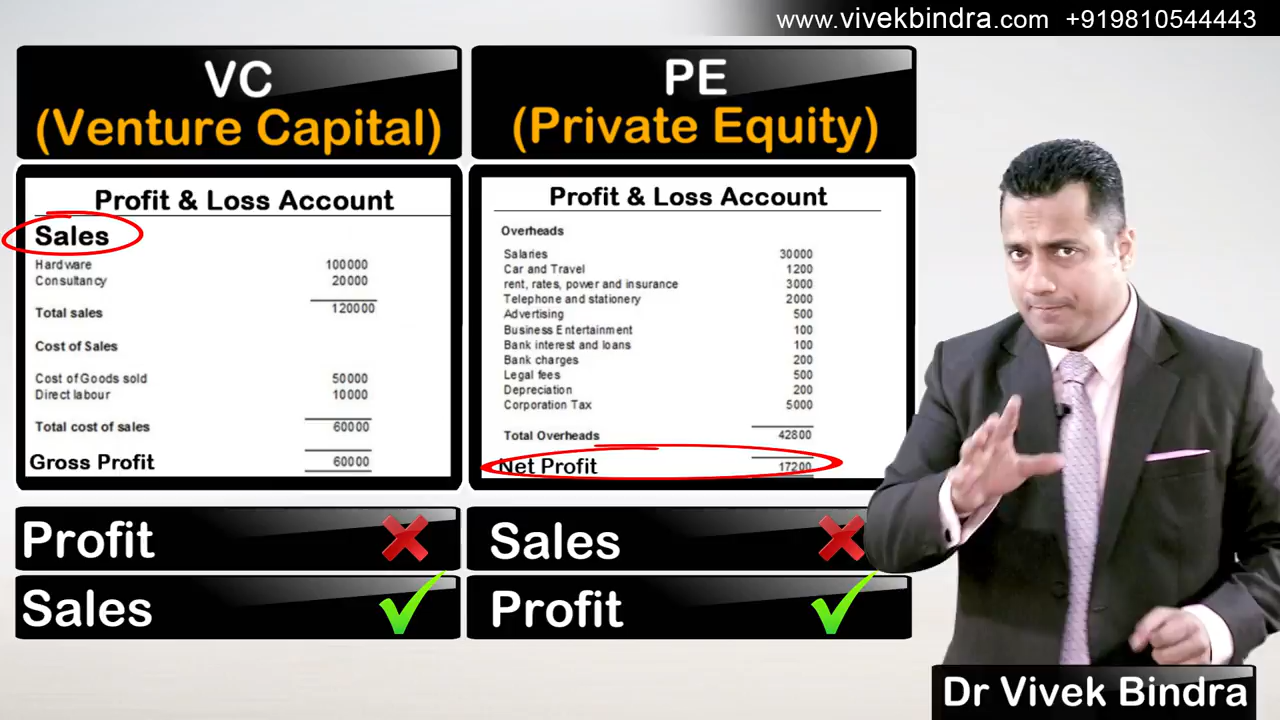 www.vivekbindra.com +919810544443
VC
(Venture Capital)
Profit & Loss Account
Sales
Hardware 100000
Consultancy 20000
Total sales 120000
Cost of Sales
Cost of Goods sold 50000
Direct labour 10000
Total cost of sales 60000
Gross Profit 60000
Profit
Sales
PE
(Private Equity)
Profit & Loss Account
Overheads
Salaries 30000
Car and Travel 1200
rent, rates, power and insurance 3000
Telephone and stationery 2000
Advertising 500
Business Entertainment 100
Bank interest and loans 100
Bank charges 200
Legal fees 500
Depreciation 200
Corporation Tax 5000
Total Overheads 42800
Net Profit 17200
Sales
Profit
Dr Vivek Bindra